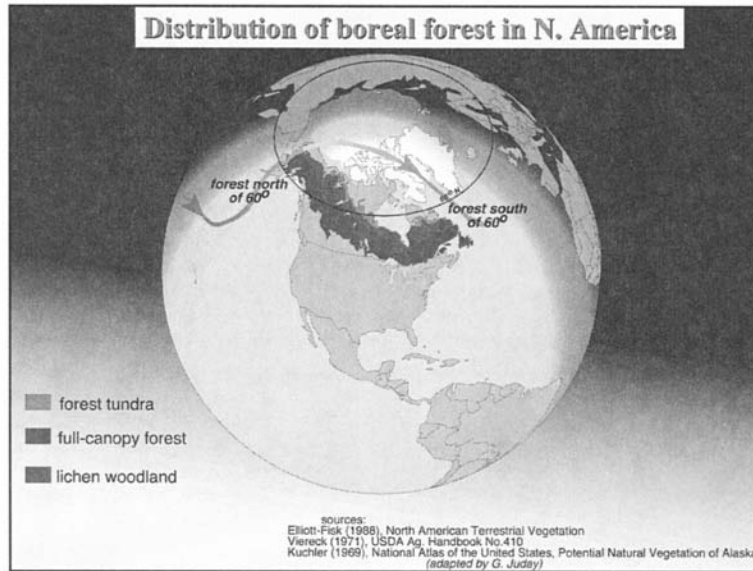 Distribution of boreal forest in N. America
forest north
of 60°
60° N
forest south
of 60°
forest tundra
full-canopy forest
lichen woodland
sources:
Elliott-Fisk (1988), North American Terrestrial Vegetation
Viereck (1971), USDA Ag. Handbook No.410
Kuchler (1969), National Atlas of the United States, Potential Natural Vegetation of Alaska
(adapted by G. Juday)